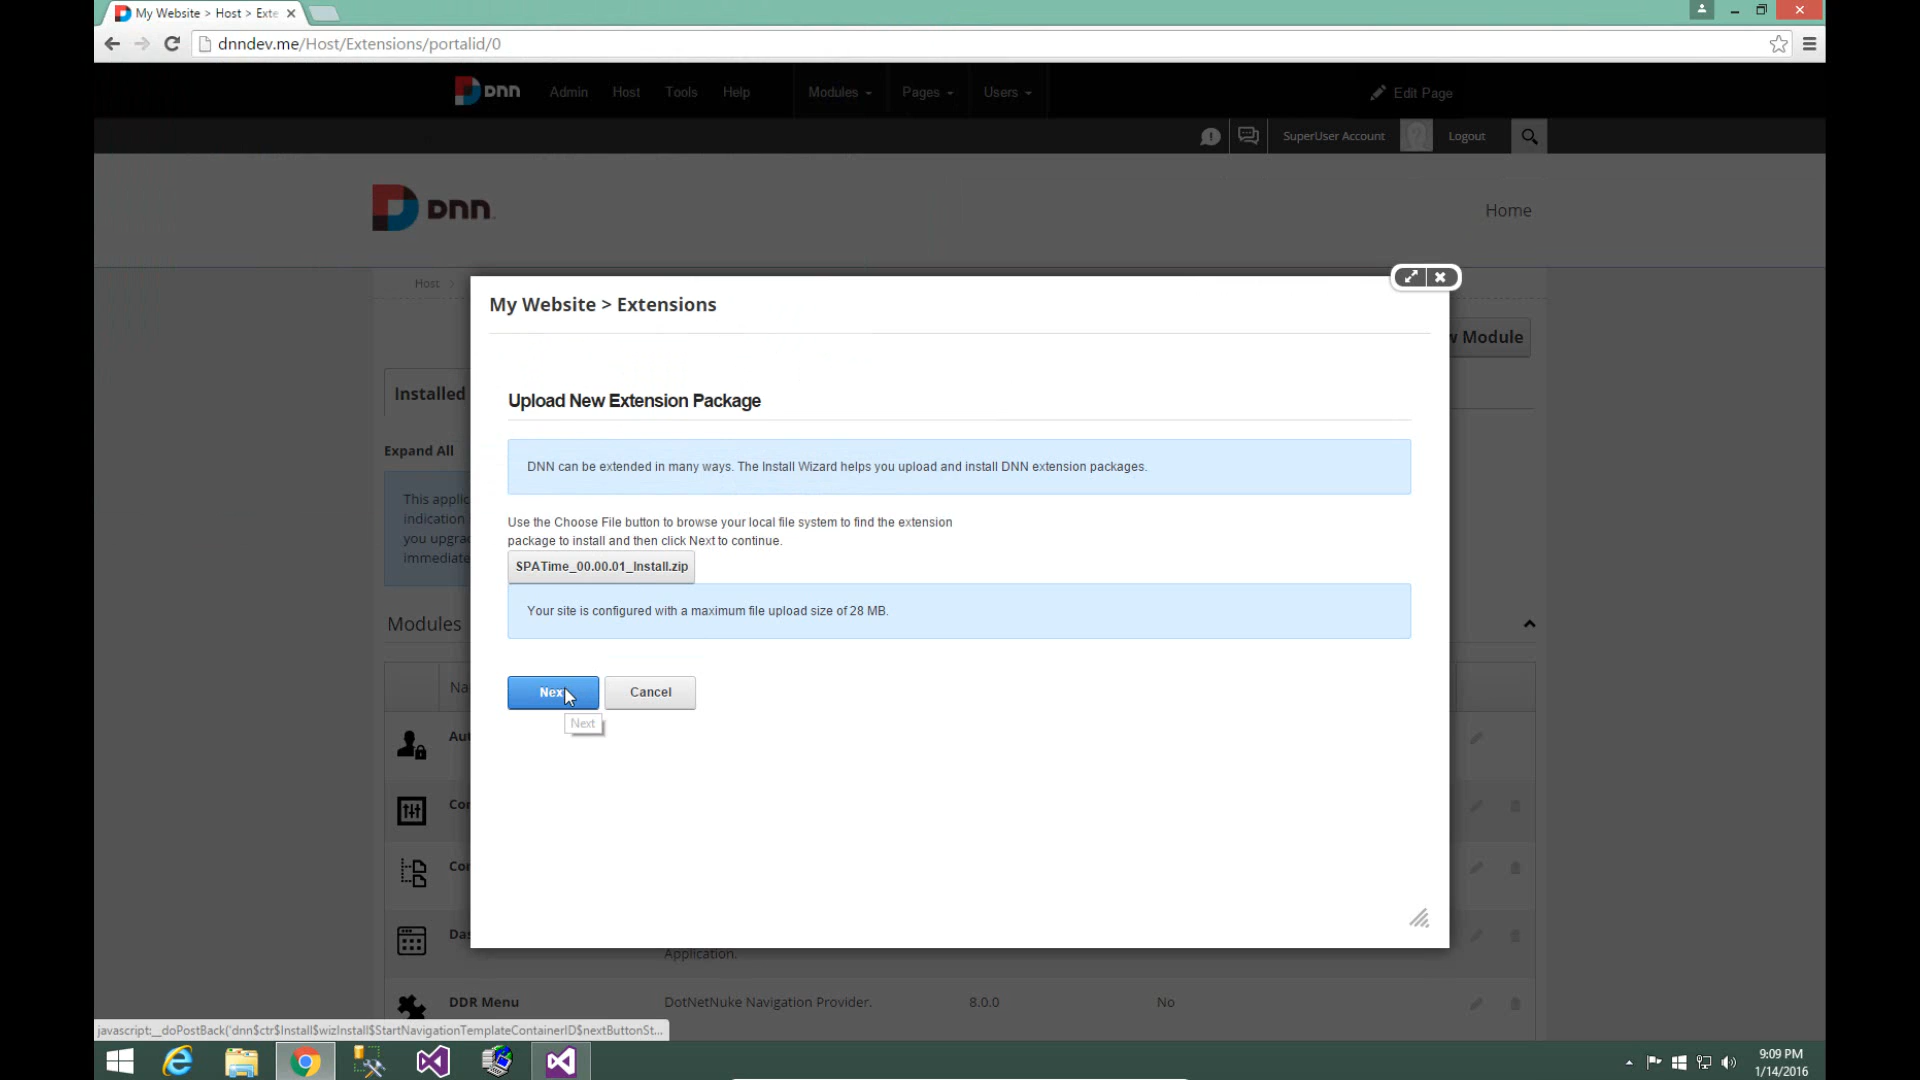 My Website > Host > Exte
dnndev.me/Host/Extensions/portalid/0
DNN Admin Host Tools Help Modules Pages Users Edit Page
SuperUser Account Logout
DNN Home
Host
My Website > Extensions
Module
Upload New Extension Package
Installed
Expand All
DNN can be extended in many ways. The Install Wizard helps you upload and install DNN extension packages.
This applic
indication
you upgra
immediate
Use the Choose File button to browse your local file system to find the extension
package to install and then click Next to continue.
SPATime_00.00.01_Install.zip
Your site is configured with a maximum file upload size of 28 MB.
Modules
Next Cancel
Next
Na
Aut
Con
Con
Das
Application.
DDR Menu DotNetNuke Navigation Provider. 8.0.0 No
javascript:__doPostBack('dnn$ctr$Install$wizInstall$StartNavigationTemplateContainerID$nextButtonSt...
9:09 PM
1/14/2016